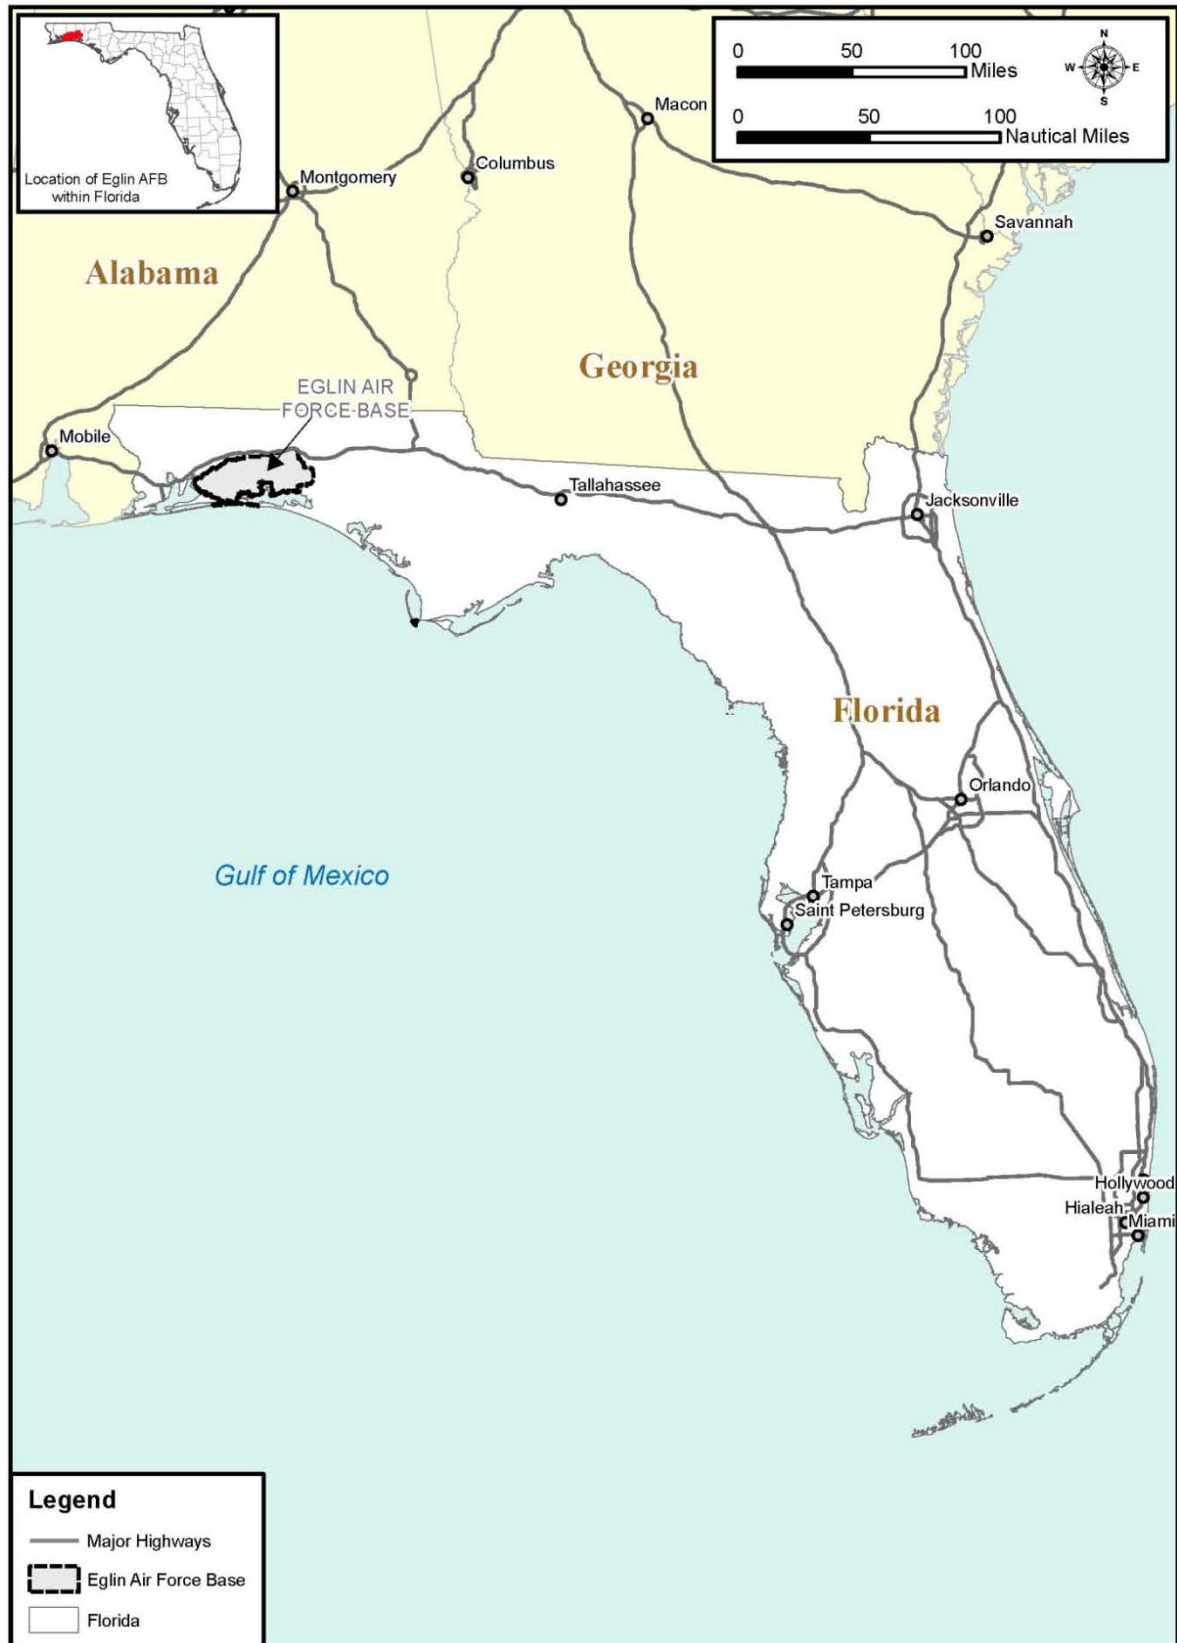 Location of Eglin AFB
within Florida
0 50 100
Miles
0 50 100
Nautical Miles
N
W E
S
Macon
Columbus
Montgomery
Savannah
Alabama
Georgia
EGLIN AIR
FORCE BASE
Mobile
Tallahassee
Jacksonville
Florida
Orlando
Gulf of Mexico
Tampa
Saint Petersburg
Hollywood
Hialeah
Miami
Legend
Major Highways
Eglin Air Force Base
Florida